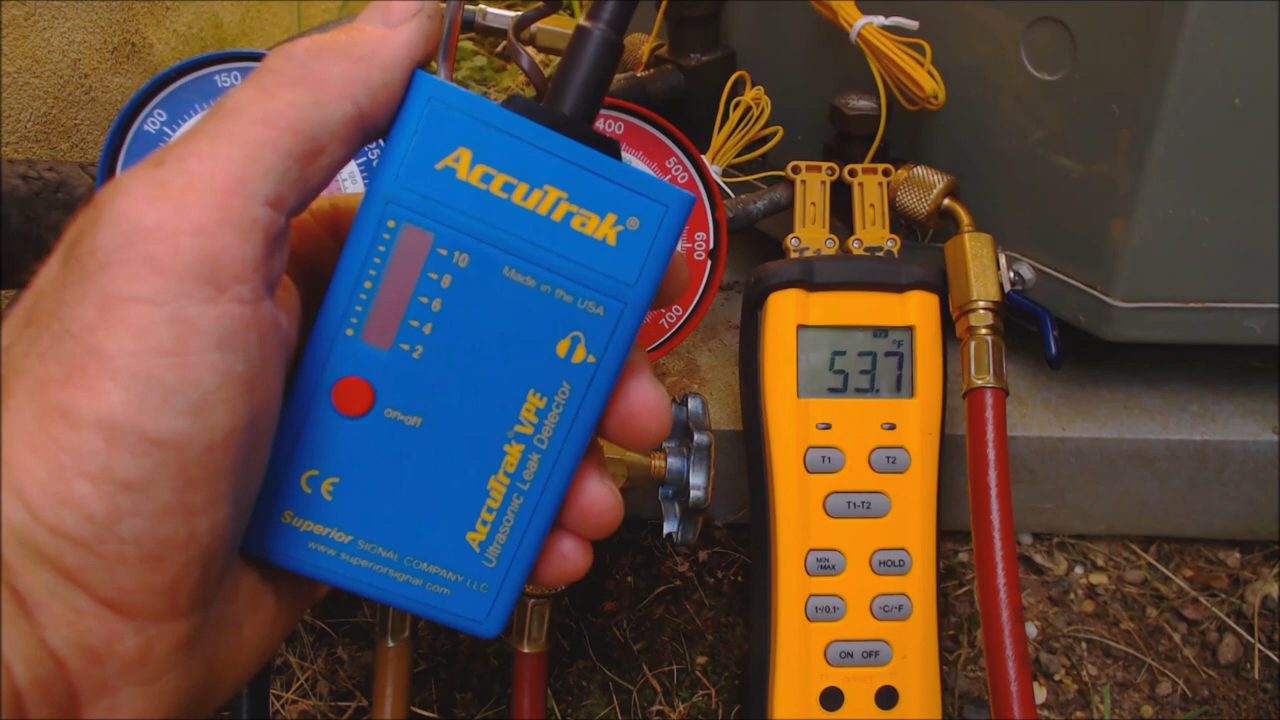 150
100
400
500
600
700
ACCUTRAK®
Made in the USA
10
8
6
4
2
on•off
ACCUTRAK® VPE
Ultrasonic Leak Detector
CE
Superior SIGNAL COMPANY LLC
www.superiorsignal.com
°F
53.7
T1 T2
T1-T2
MIN
/MAX
HOLD
1°/0.1° °C/°F
ON OFF